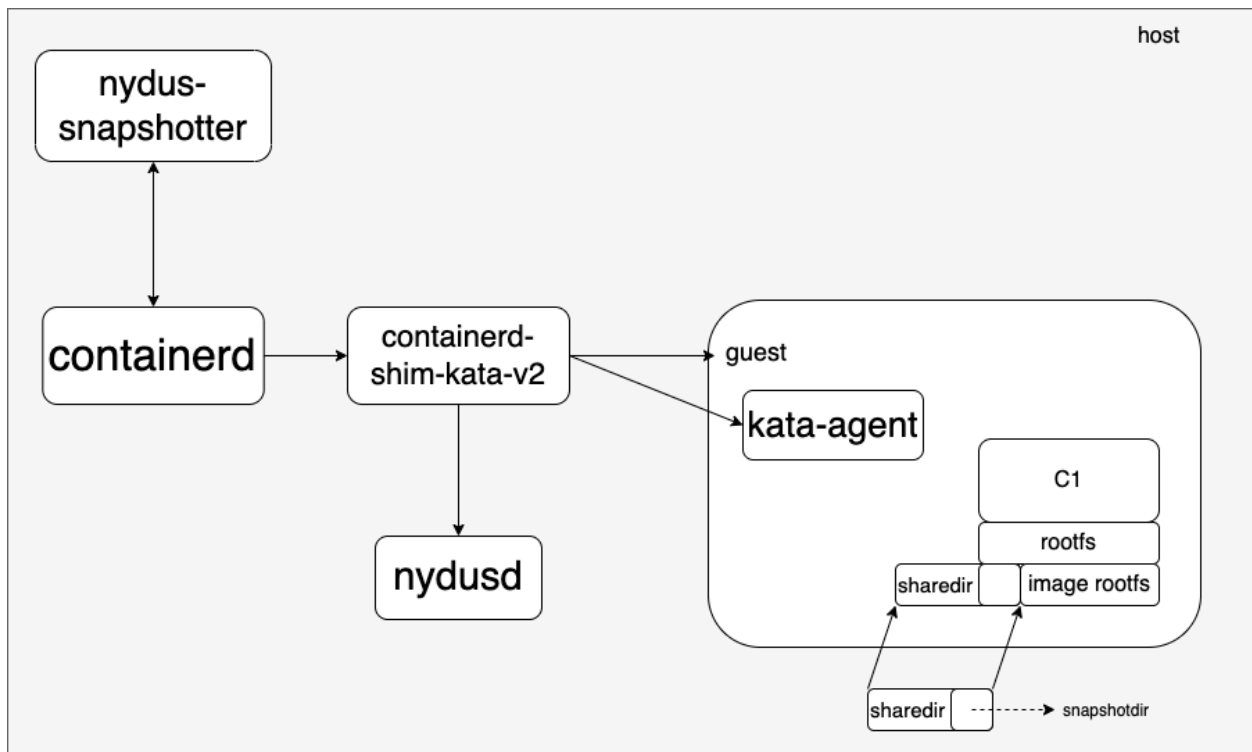 host
nydus-
snapshotter
containerd
containerd-
shim-kata-v2
guest
kata-agent
nydusd
C1
rootfs
sharedir
image rootfs
sharedir
snapshotdir